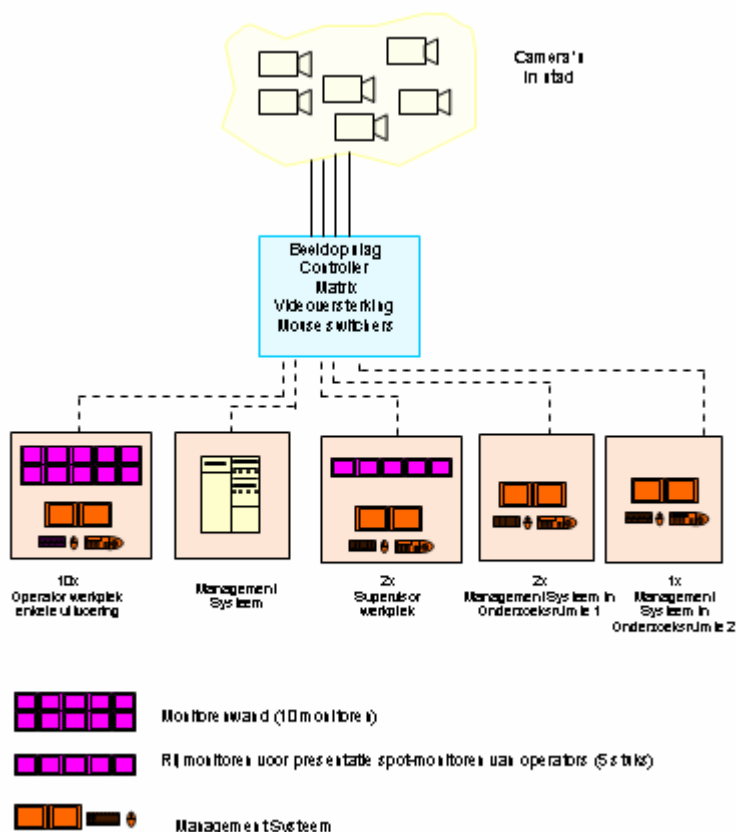 Camera's
in stad
Beeldopslag
Controller
Matrix
Videoversterking
Mouse switchers
10x
Operator werkplek
enkele uitvoering
Management
Systeem
2x
Supervisor
werkplek
2x
Management Systeem in
Onderzoeksruimte 1
1x
Management
Systeem in
Onderzoeksruimte 2
Monitorenwand (10 monitoren)
Rij monitoren voor presentatie spot-monitoren van operators (5 stuks)
Management Systeem